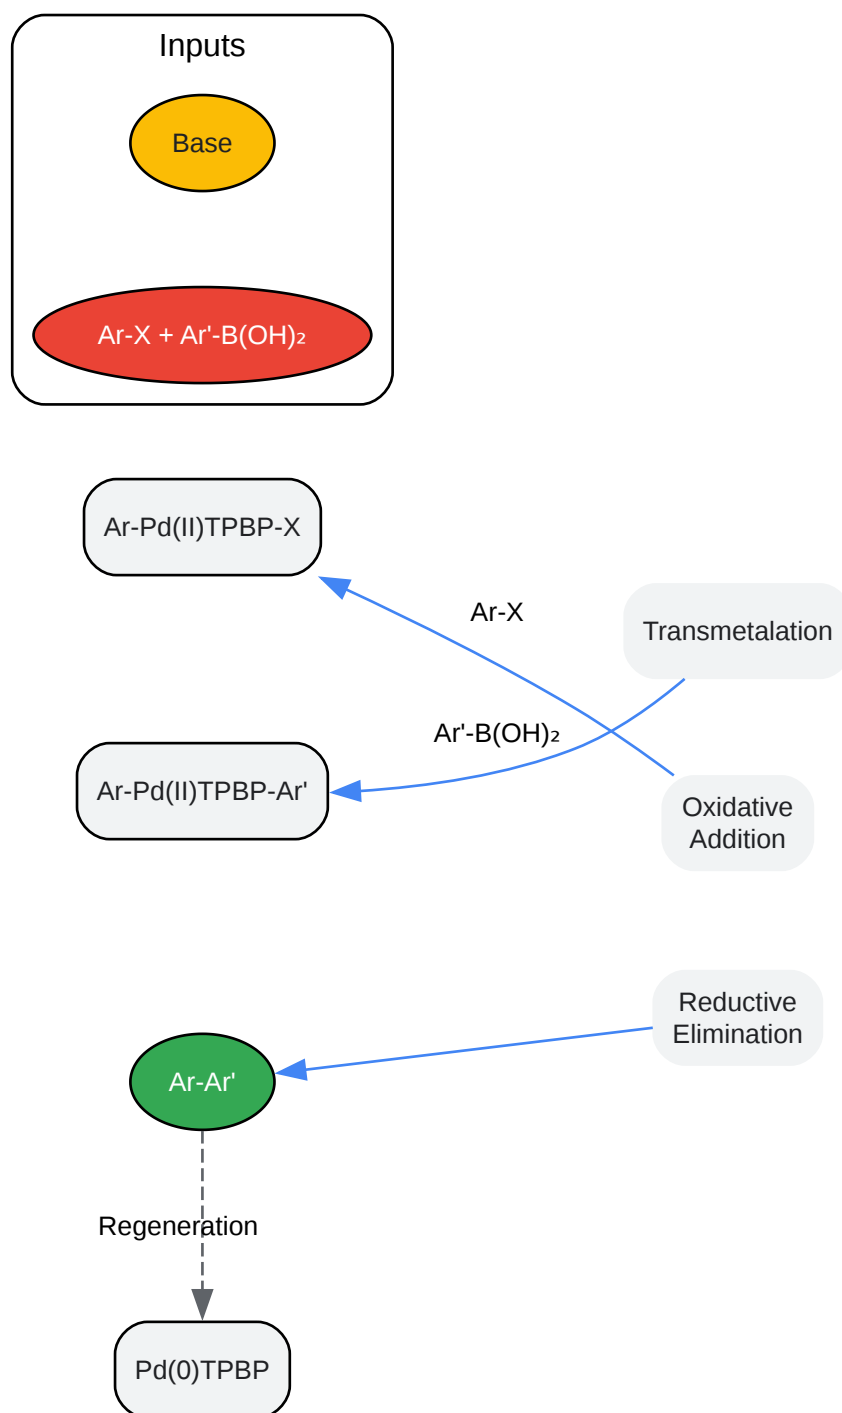 Inputs
Base
Ar-X + Ar'-B(OH)₂
Ar-Pd(II)TPBP-X
Ar-X
Transmetalation
Ar'-B(OH)₂
Ar-Pd(II)TPBP-Ar'
Oxidative
Addition
Reductive
Elimination
Ar-Ar'
Regeneration
Pd(0)TPBP